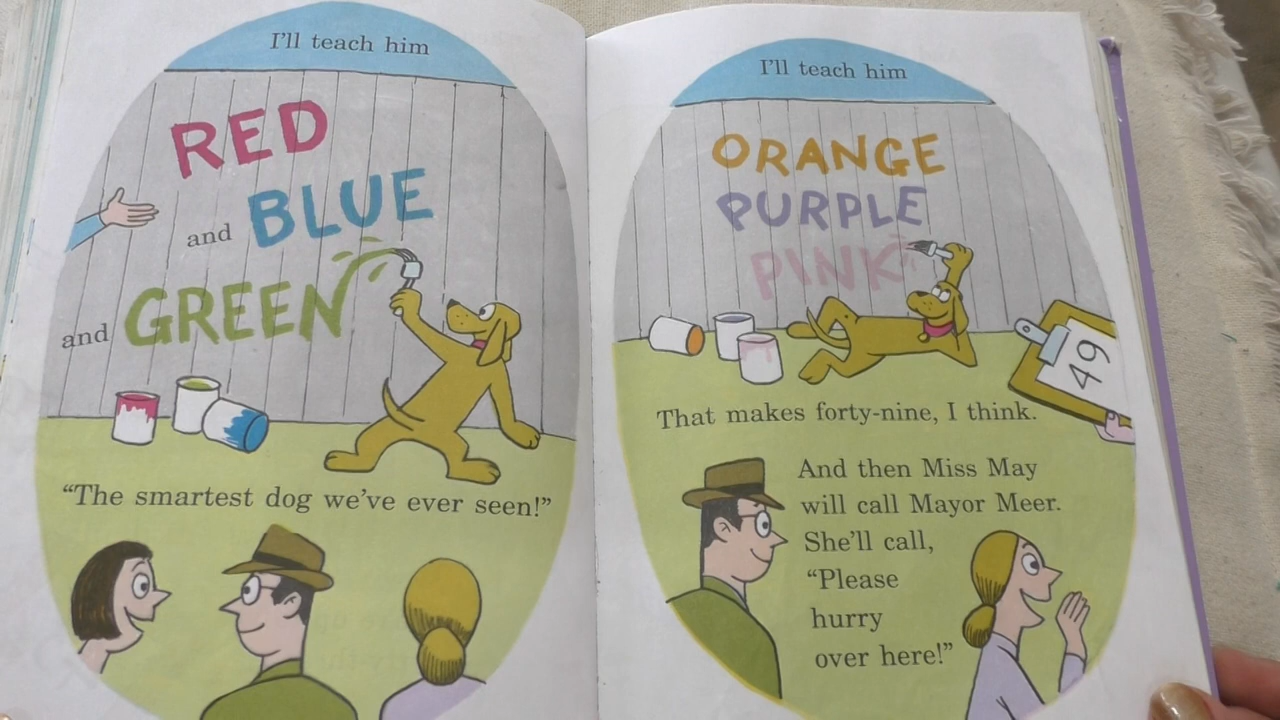 I'll teach him
RED
and BLUE
and GREEN
"The smartest dog we've ever seen!"
I'll teach him
ORANGE
PURPLE
PINK
49
That makes forty-nine, I think.
And then Miss May
will call Mayor Meer.
She'll call,
"Please
hurry
over here!"